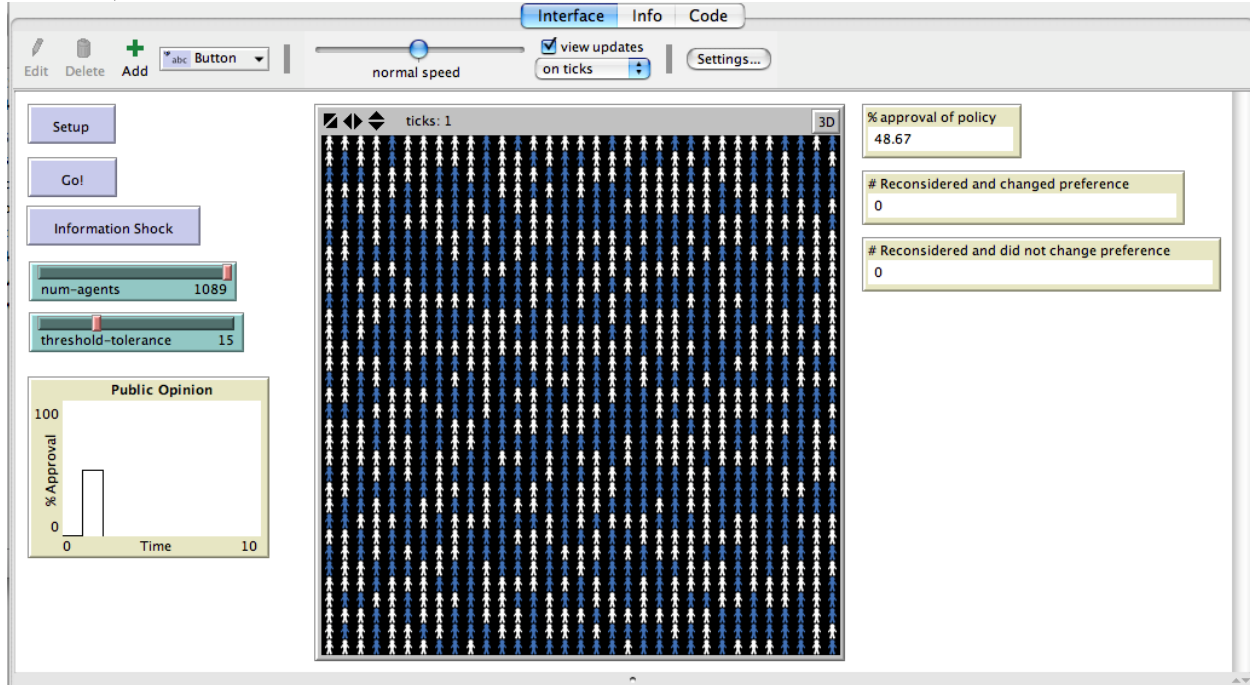 Interface Info Code
Edit Delete Add abc Button normal speed view updates on ticks Settings...
Setup
Go!
Information Shock
num-agents 1089
threshold-tolerance 15
Public Opinion
100
% Approval
0
0 Time 10
ticks: 1 3D
% approval of policy
48.67
# Reconsidered and changed preference
0
# Reconsidered and did not change preference
0